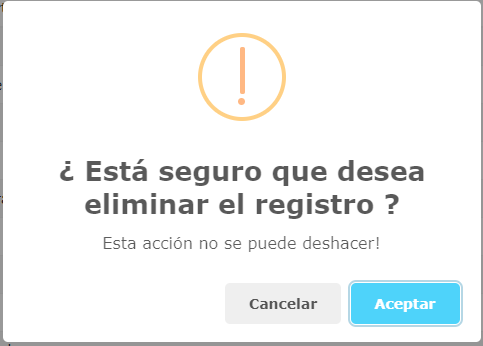 ¿ Está seguro que desea
eliminar el registro ?
Esta acción no se puede deshacer!
Cancelar
Aceptar